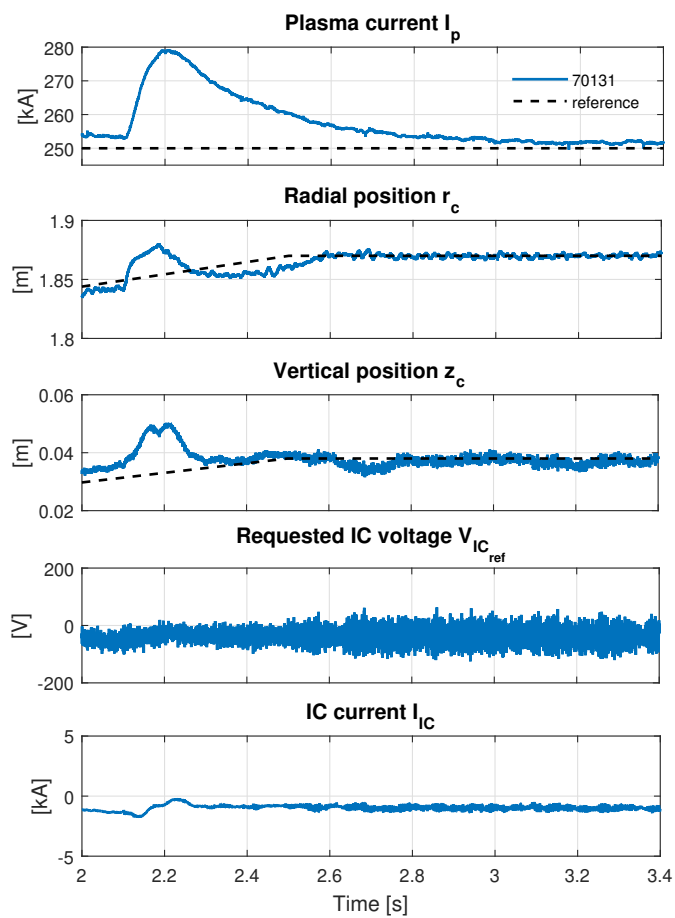 Plasma current I_p
280
270
260
250
[kA]
70131
reference
Radial position r_c
1.9
1.85
1.8
[m]
Vertical position z_c
0.06
0.04
0.02
[m]
Requested IC voltage V_IC_ref
200
0
-200
[V]
IC current I_IC
5
0
-5
[kA]
2 2.2 2.4 2.6 2.8 3 3.2 3.4
Time [s]